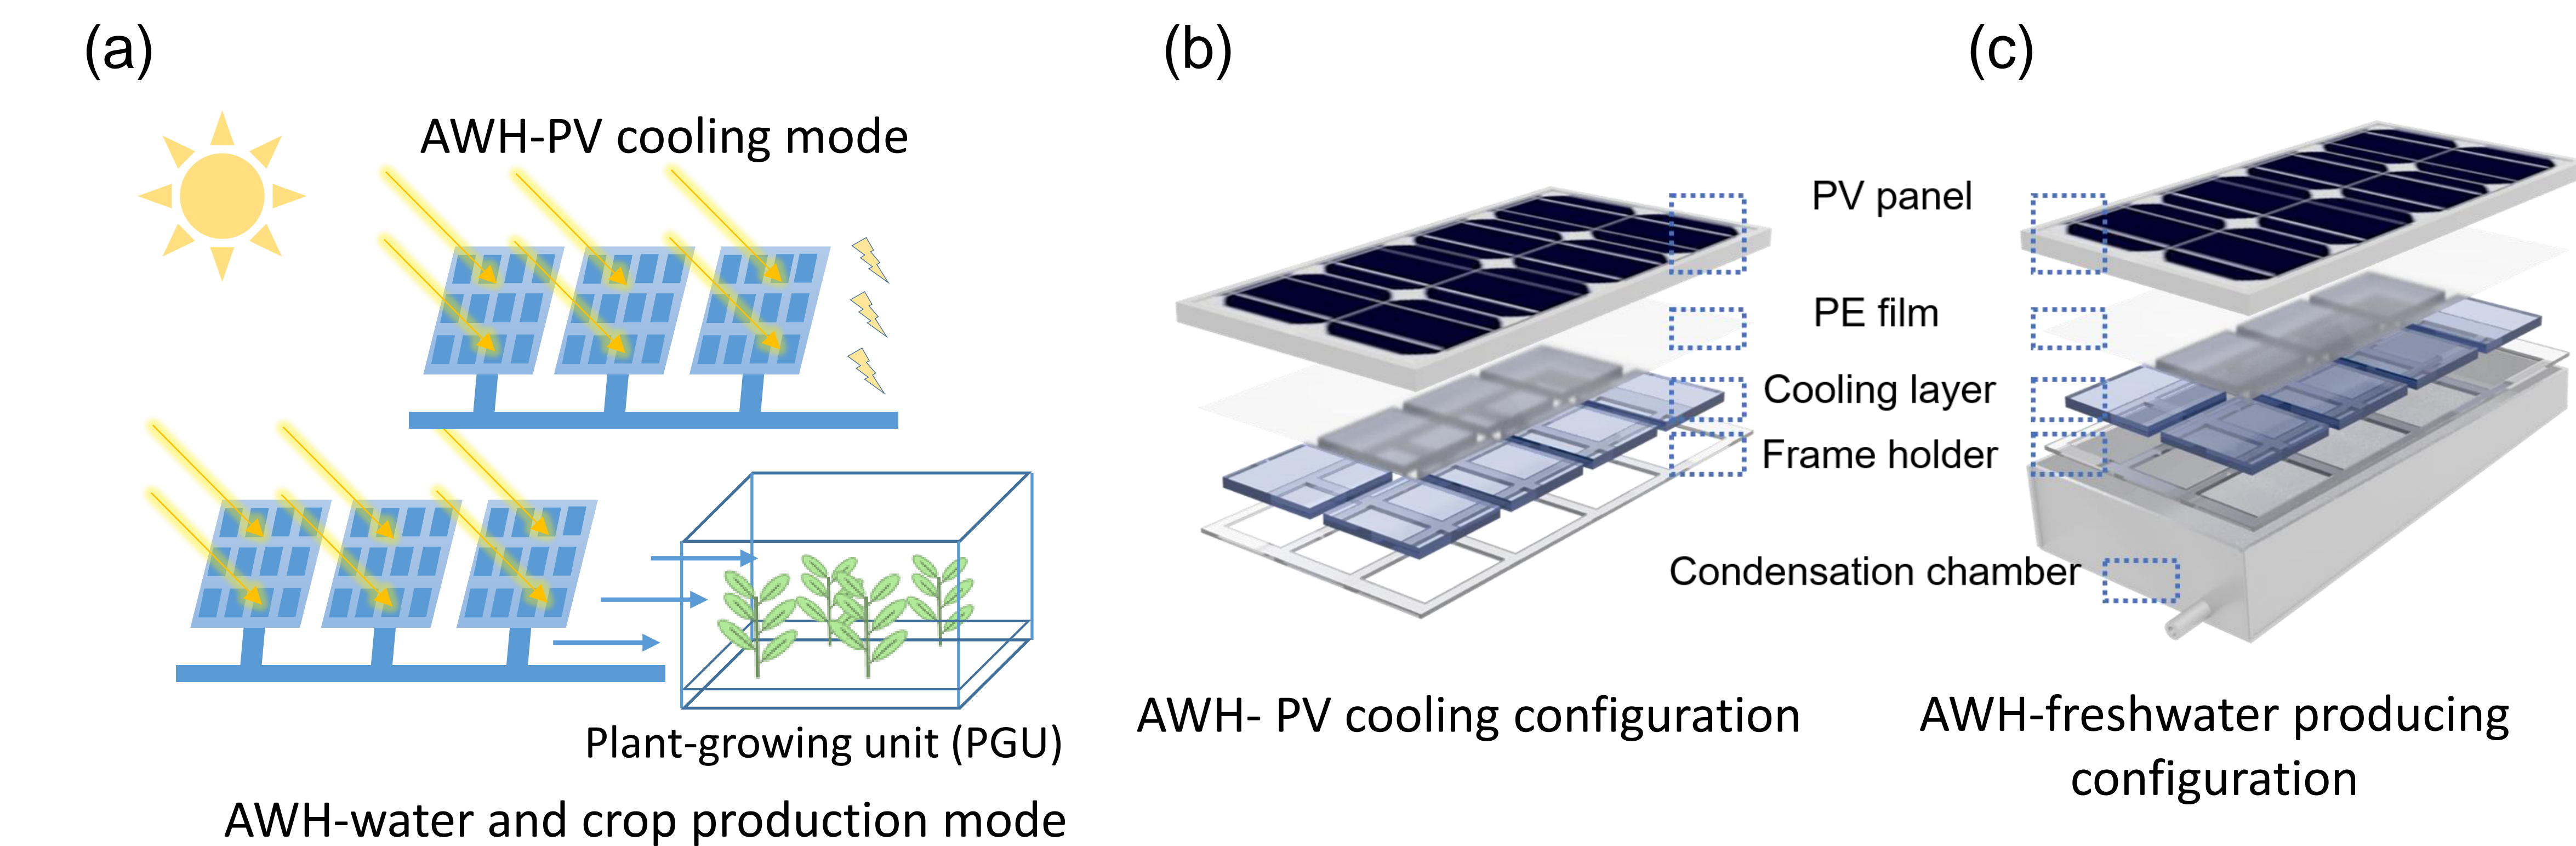 (a)
AWH-PV cooling mode
Plant-growing unit (PGU)
AWH-water and crop production mode
(b)
(c)
PV panel
PE film
Cooling layer
Frame holder
Condensation chamber
AWH- PV cooling configuration
AWH-freshwater producing
configuration